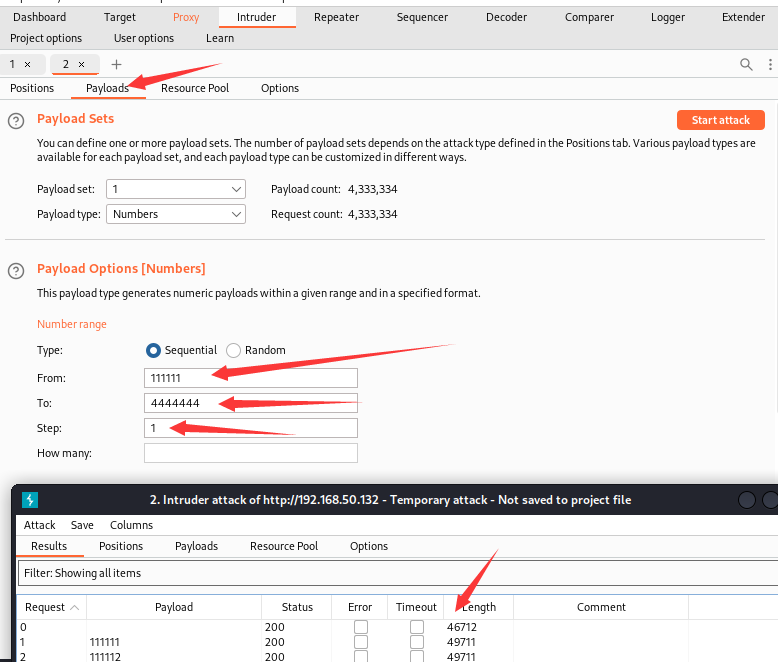 Dashboard Target Proxy Intruder Repeater Sequencer Decoder Comparer Logger Extender
Project options User options Learn
1 × 2 × +
Positions Payloads Resource Pool Options
? Payload Sets Start attack
You can define one or more payload sets. The number of payload sets depends on the attack type defined in the Positions tab. Various payload types are
available for each payload set, and each payload type can be customized in different ways.
Payload set: 1 Payload count: 4,333,334
Payload type: Numbers Request count: 4,333,334
? Payload Options [Numbers]
This payload type generates numeric payloads within a given range and in a specified format.
Number range
Type: Sequential Random
From: 111111
To: 4444444
Step: 1
How many:
2. Intruder attack of http://192.168.50.132 - Temporary attack - Not saved to project file
Attack Save Columns
Results Positions Payloads Resource Pool Options
Filter: Showing all items
Request Payload Status Error Timeout Length Comment
0 200 46712
1 111111 200 49711
2 111112 200 49711